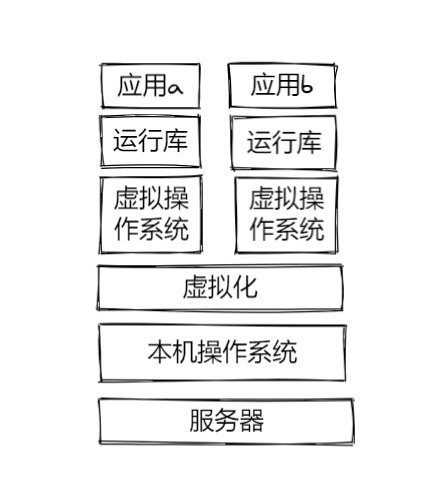 应用a
应用b
运行库
运行库
虚拟操
作系统
虚拟操
作系统
虚拟化
本机操作系统
服务器